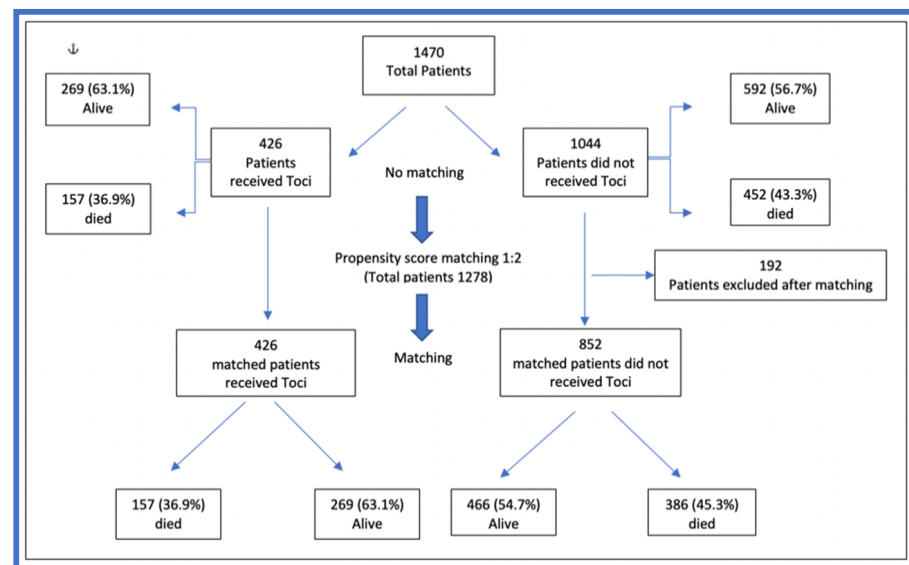 1470
Total Patients
269 (63.1%)
Alive
592 (56.7%)
Alive
426
Patients
received Toci
1044
Patients did not
received Toci
No matching
157 (36.9%)
died
452 (43.3%)
died
Propensity score matching 1:2
(Total patients 1278)
192
Patients excluded after matching
426
matched patients
received Toci
Matching
852
matched patients did not
received Toci
157 (36.9%)
died
269 (63.1%)
Alive
466 (54.7%)
Alive
386 (45.3%)
died